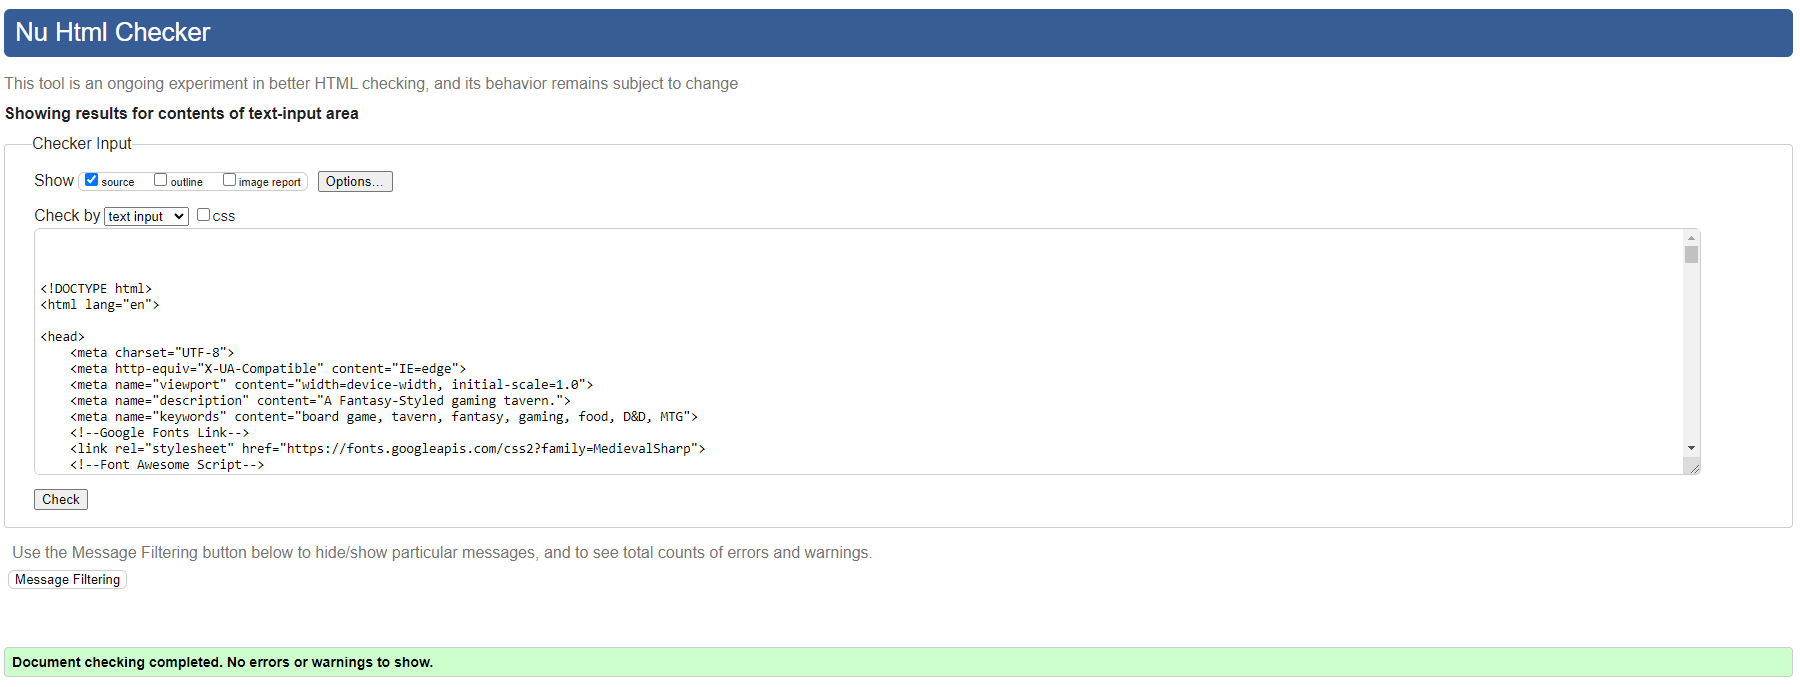 Nu Html Checker
This tool is an ongoing experiment in better HTML checking, and its behavior remains subject to change
Showing results for contents of text-input area
Checker Input
Show source outline image report Options...
Check by text input css
<!DOCTYPE html>
<html lang="en">
<head>
<meta charset="UTF-8">
<meta http-equiv="X-UA-Compatible" content="IE=edge">
<meta name="viewport" content="width=device-width, initial-scale=1.0">
<meta name="description" content="A Fantasy-Styled gaming tavern.">
<meta name="keywords" content="board game, tavern, fantasy, gaming, food, D&D, MTG">
<!--Google Fonts Link-->
<link rel="stylesheet" href="https://fonts.googleapis.com/css2?family=MedievalSharp">
<!--Font Awesome Script-->
Check
Use the Message Filtering button below to hide/show particular messages, and to see total counts of errors and warnings.
Message Filtering
Document checking completed. No errors or warnings to show.